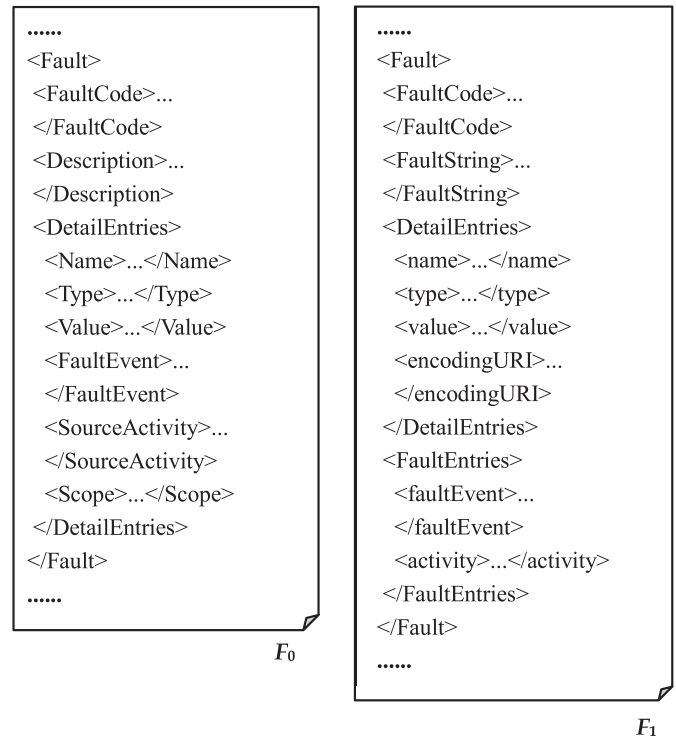 ......
<Fault>
<FaultCode>...
</FaultCode>
<Description>...
</Description>
<DetailEntries>
<Name>...</Name>
<Type>...</Type>
<Value>...</Value>
<FaultEvent>...
</FaultEvent>
<SourceActivity>...
</SourceActivity>
<Scope>...</Scope>
</DetailEntries>
</Fault>
......
F0
......
<Fault>
<FaultCode>...
</FaultCode>
<FaultString>...
</FaultString>
<DetailEntries>
<name>...</name>
<type>...</type>
<value>...</value>
<encodingURI>...
</encodingURI>
</DetailEntries>
<FaultEntries>
<faultEvent>...
</faultEvent>
<activity>...</activity>
</FaultEntries>
</Fault>
......
F1